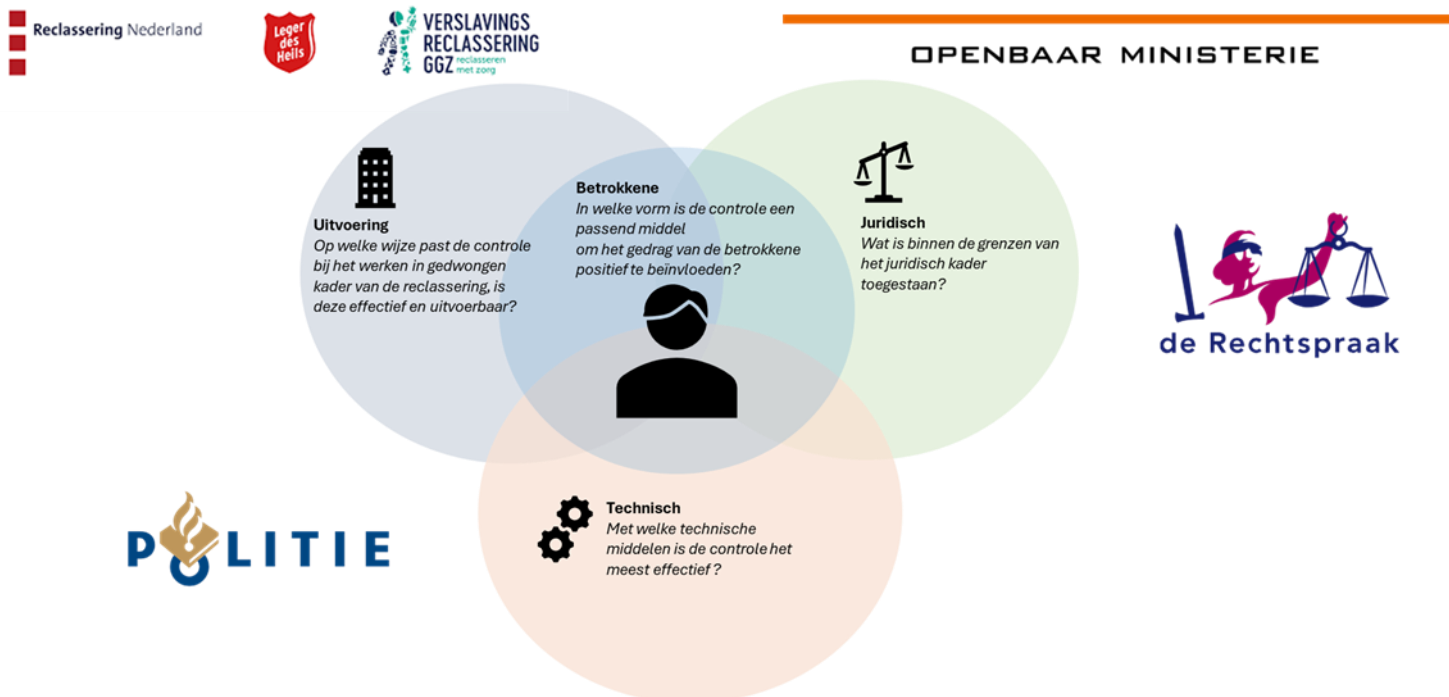 Reclassering Nederland
Leger
des
Heils
VERSLAVINGS
RECLASSERING
GGZ reclasseren
met zorg
OPENBAAR MINISTERIE
Uitvoering
Op welke wijze past de controle
bij het werken in gedwongen
kader van de reclassering, is
deze effectief en uitvoerbaar?
Betrokkene
In welke vorm is de controle een
passend middel
om het gedrag van de betrokkene
positief te beïnvloeden?
Juridisch
Wat is binnen de grenzen van
het juridisch kader
toegestaan?
de Rechtspraak
POLITIE
Technisch
Met welke technische
middelen is de controle het
meest effectief ?